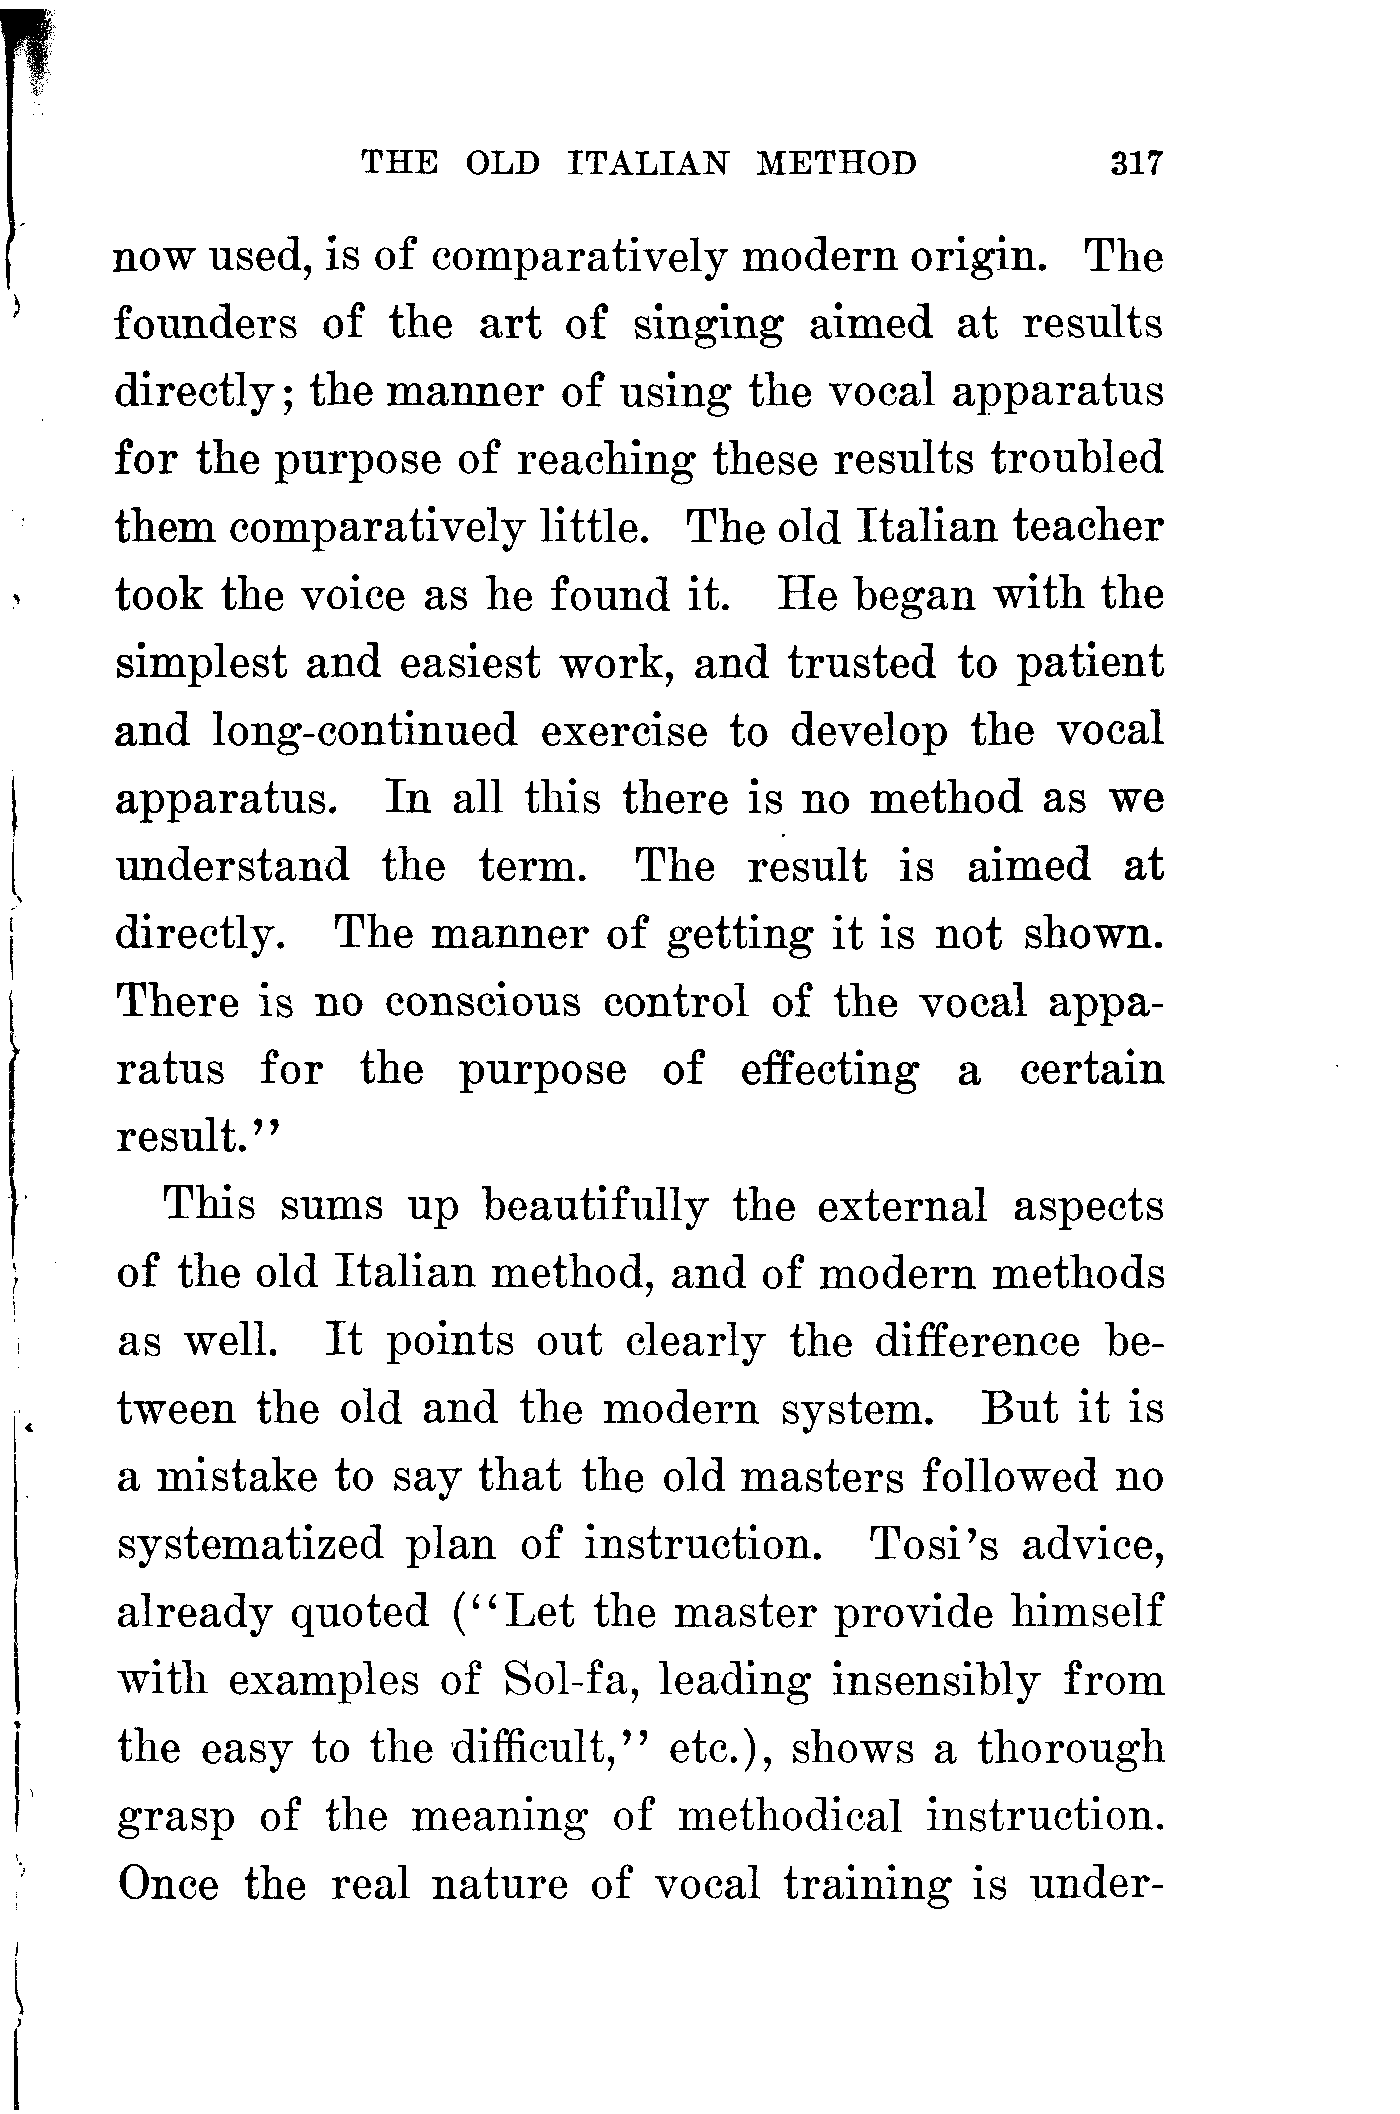 THE OLD ITALIAN METHOD 317
now used, is of comparatively modern origin. The
founders of the art of singing aimed at results
directly; the manner of using the vocal apparatus
for the purpose of reaching these results troubled
them comparatively little. The old Italian teacher
took the voice as he found it. He began with the
simplest and easiest work, and trusted to patient
and long-continued exercise to develop the vocal
apparatus. In all this there is no method as we
understand the term. The result is aimed at
directly. The manner of getting it is not shown.
There is no conscious control of the vocal appa-
ratus for the purpose of effecting a certain
result.''
This sums up beautifully the external aspects
of the old Italian method, and of modern methods
as well. It points out clearly the difference be-
tween the old and the modern system. But it is
a mistake to say that the old masters followed no
systematized plan of instruction. Tosi's advice,
already quoted (‘‘Let the master provide himself
with examples of Sol-fa, leading insensibly from
the easy to the difficult,’’ etc.), shows a thorough
grasp of the meaning of methodical instruction.
Once the real nature of vocal training is under-